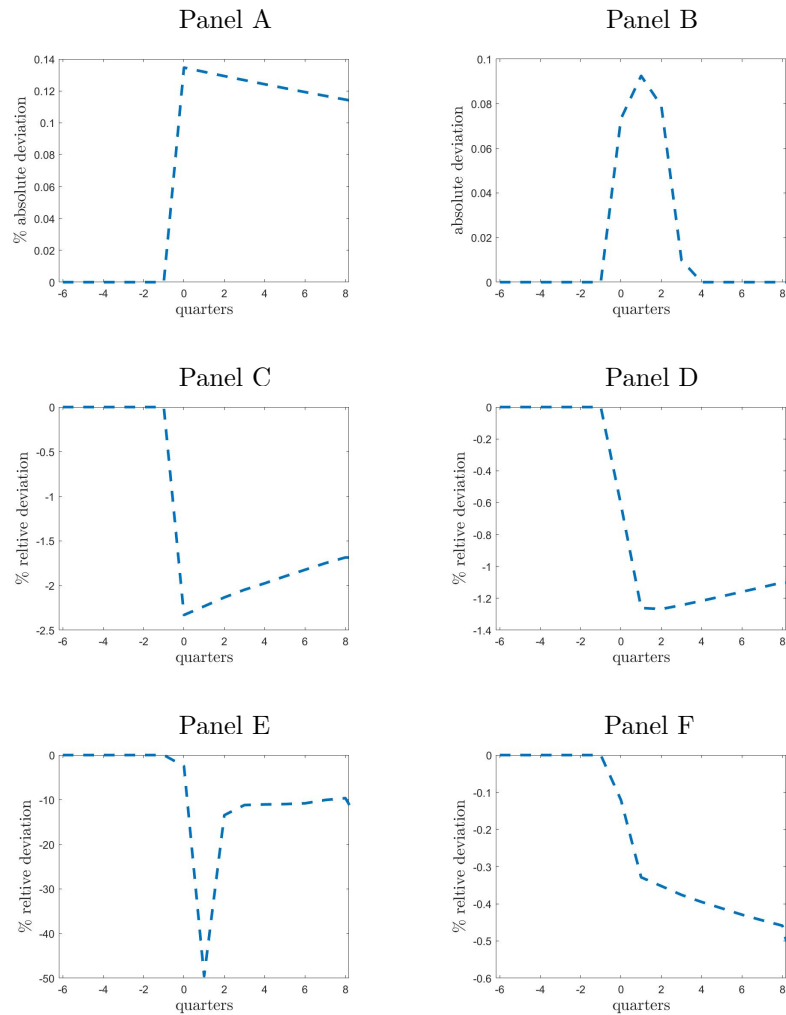 Panel A
% absolute deviation
0.14
0.12
0.1
0.08
0.06
0.04
0.02
0
-6 -4 -2 0 2 4 6 8
quarters
Panel B
absolute deviation
0.1
0.08
0.06
0.04
0.02
0
-6 -4 -2 0 2 4 6 8
quarters
Panel C
% reltive deviation
0
-0.5
-1
-1.5
-2
-2.5
-6 -4 -2 0 2 4 6 8
quarters
Panel D
% reltive deviation
0
-0.2
-0.4
-0.6
-0.8
-1
-1.2
-1.4
-6 -4 -2 0 2 4 6 8
quarters
Panel E
% reltive deviation
0
-10
-20
-30
-40
-50
-6 -4 -2 0 2 4 6 8
quarters
Panel F
% reltive deviation
0
-0.1
-0.2
-0.3
-0.4
-0.5
-0.6
-6 -4 -2 0 2 4 6 8
quarters